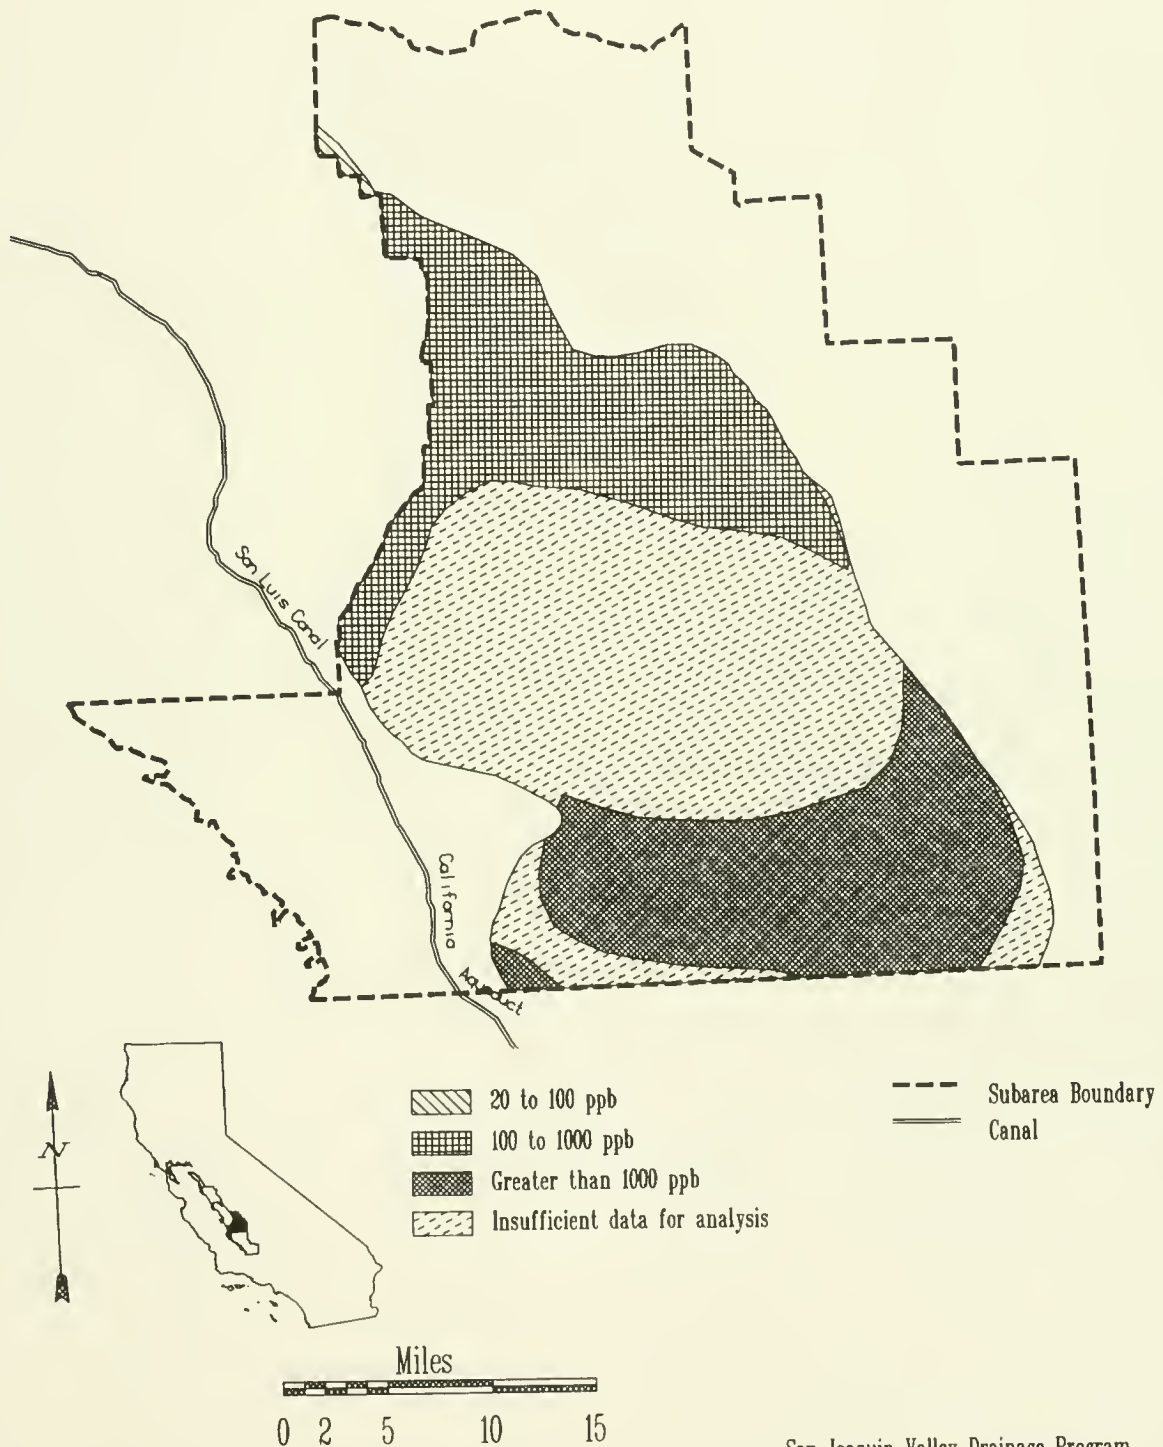 San Luis Canal
California
Aqueduct
N
20 to 100 ppb
100 to 1000 ppb
Greater than 1000 ppb
Insufficient data for analysis
Subarea Boundary
Canal
Miles
0 2 5 10 15
San Joaquin Valley Drainage Program